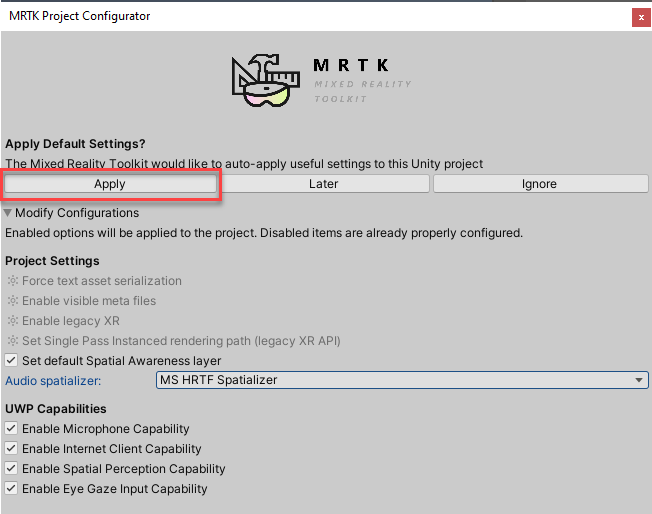 MRTK Project Configurator
x
MRTK
MIXED REALITY
TOOLKIT
Apply Default Settings?
The Mixed Reality Toolkit would like to auto-apply useful settings to this Unity project
Apply Later Ignore
Modify Configurations
Enabled options will be applied to the project. Disabled items are already properly configured.
Project Settings
Force text asset serialization
Enable visible meta files
Enable legacy XR
Set Single Pass Instanced rendering path (legacy XR API)
Set default Spatial Awareness layer
Audio spatializer: MS HRTF Spatializer
UWP Capabilities
Enable Microphone Capability
Enable Internet Client Capability
Enable Spatial Perception Capability
Enable Eye Gaze Input Capability